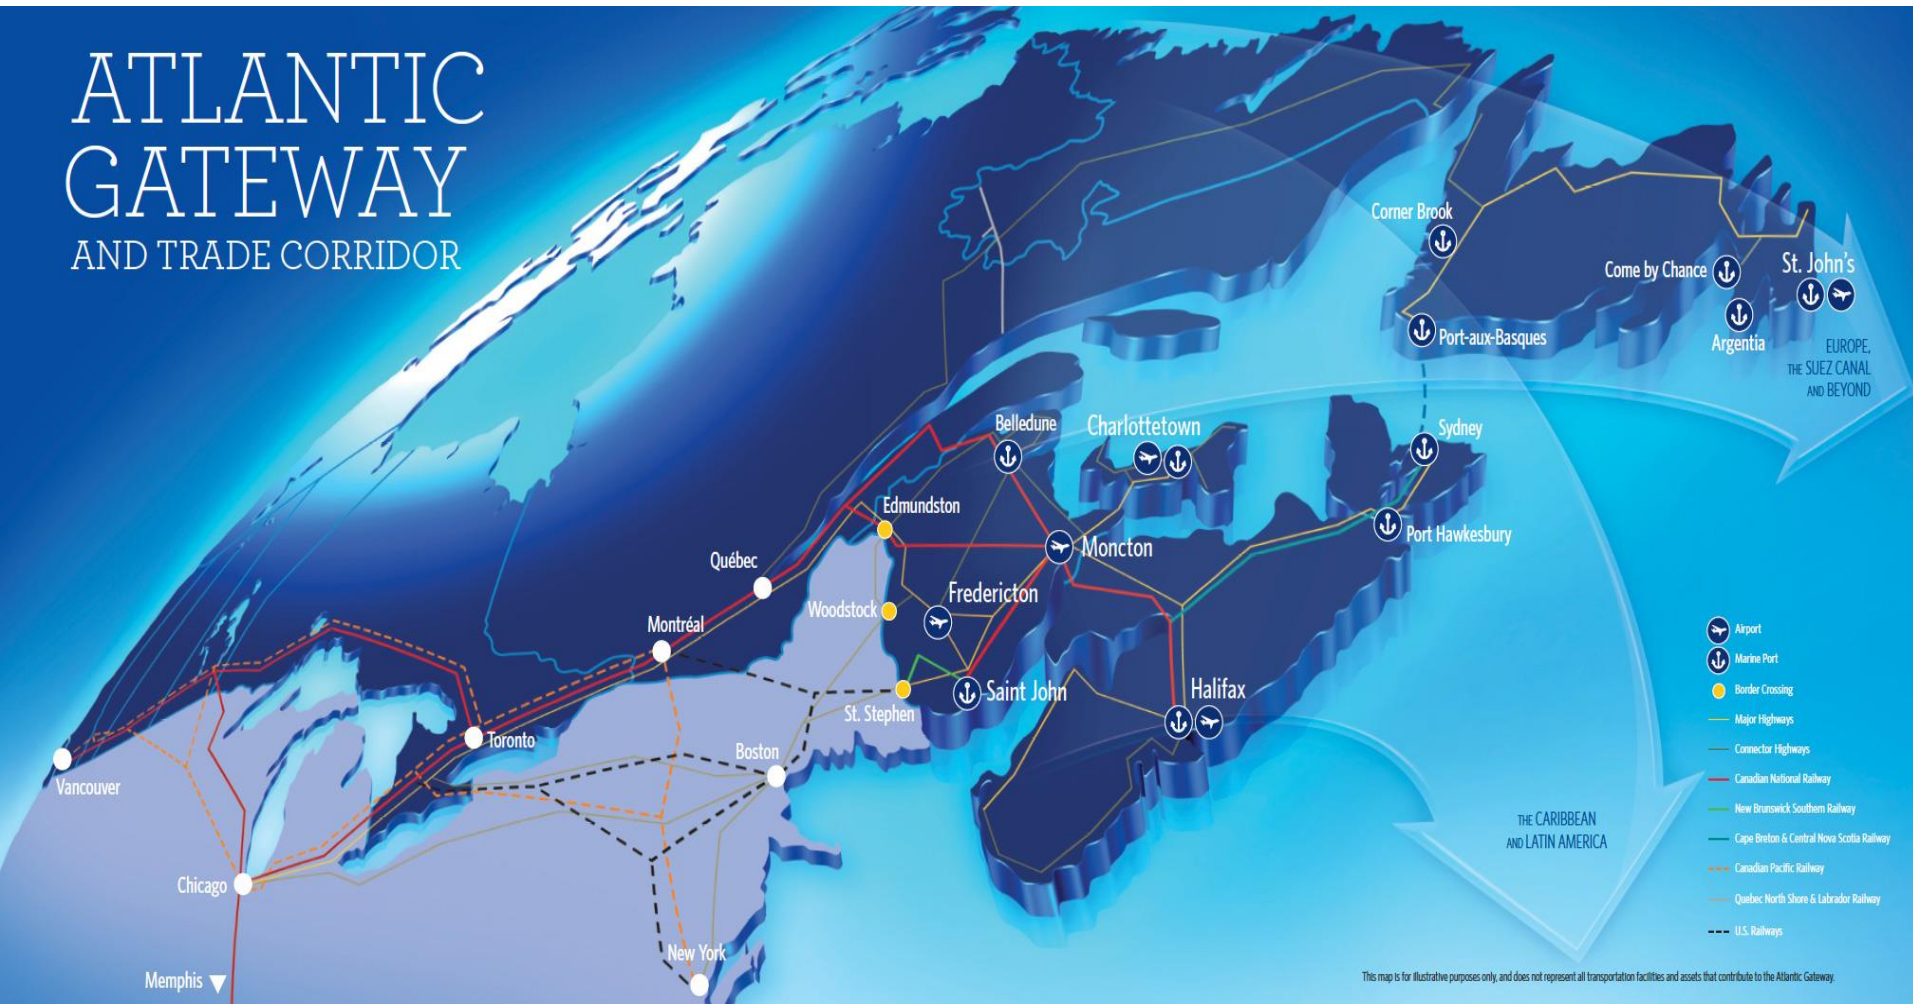 ATLANTIC
GATEWAY
AND TRADE CORRIDOR
Corner Brook
Come by Chance
St. John's
Port-aux-Basques
Argentia
EUROPE,
THE SUEZ CANAL
AND BEYOND
Belledune
Charlottetown
Sydney
Edmundston
Port Hawkesbury
Moncton
Québec
Fredericton
Woodstock
Montréal
Saint John
Halifax
St. Stephen
Toronto
Boston
Vancouver
THE CARIBBEAN
AND LATIN AMERICA
Chicago
New York
Memphis
Airport
Marine Port
Border Crossing
Major Highways
Connector Highways
Canadian National Railway
New Brunswick Southern Railway
Cape Breton & Central Nova Scotia Railway
Canadian Pacific Railway
Quebec North Shore & Labrador Railway
U.S. Railways
This map is for illustrative purposes only, and does not represent all transportation facilities and assets that contribute to the Atlantic Gateway.